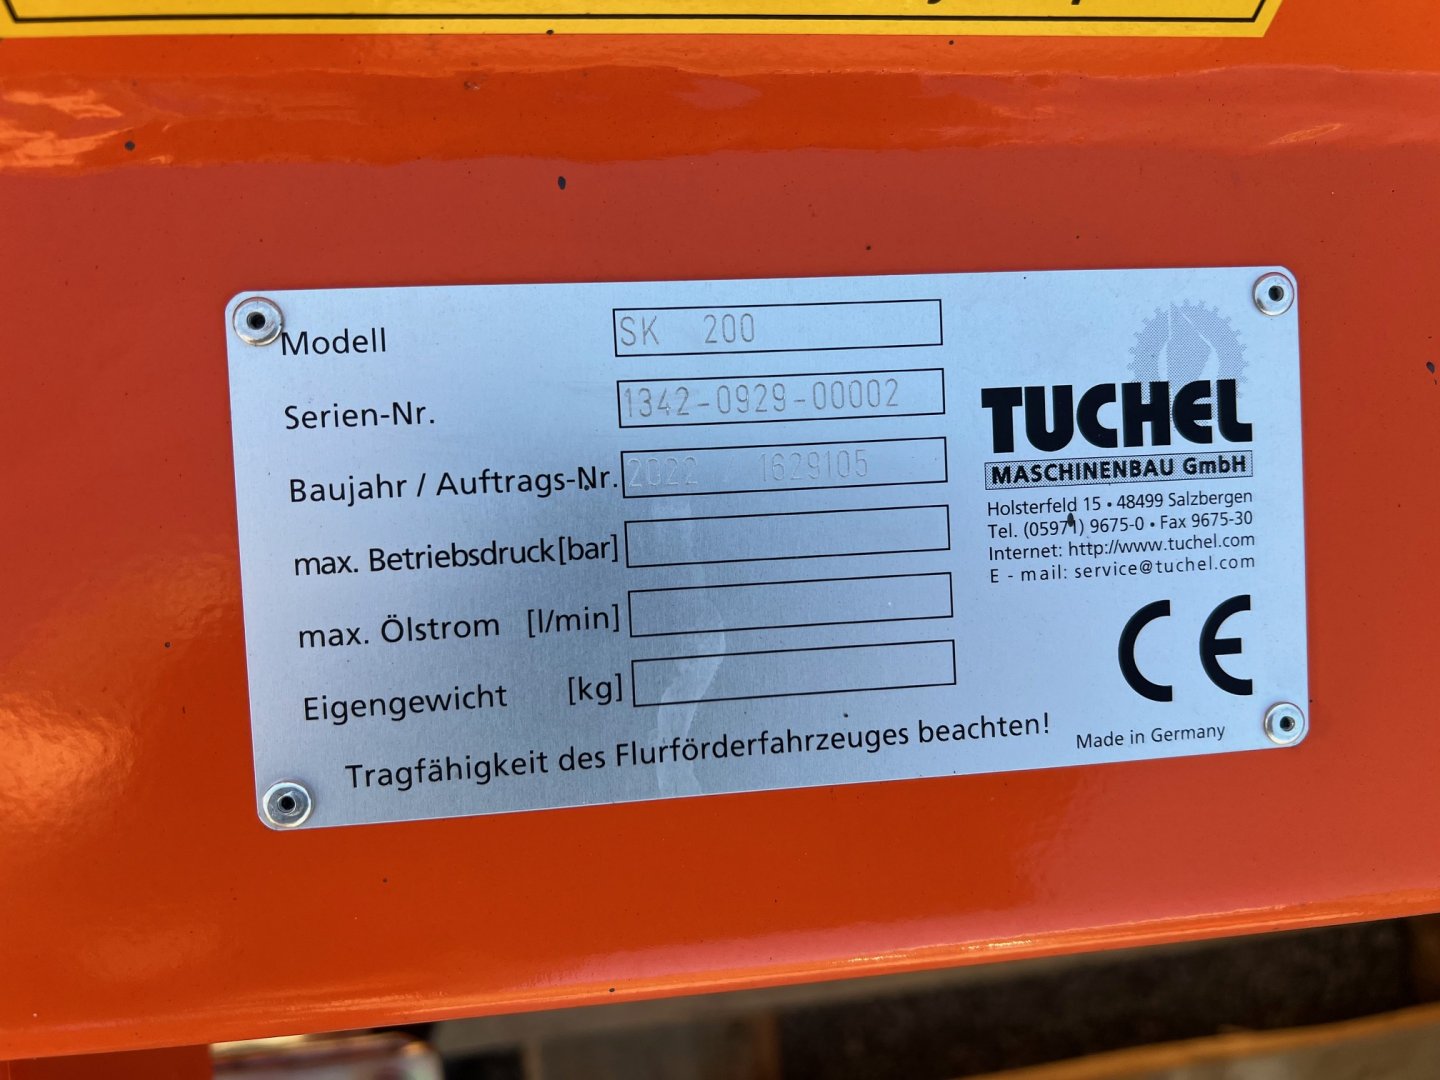 Modell SK 200
Serien-Nr. 1342-0929-00002
Baujahr / Auftrags-Nr. 2022 1629105
max. Betriebsdruck[bar]
max. Ölstrom [l/min]
Eigengewicht [kg]
Tragfähigkeit des Flurförderfahrzeuges beachten!
TUCHEL
MASCHINENBAU GmbH
Holsterfeld 15 • 48499 Salzbergen
Tel. (05971) 9675-0 • Fax 9675-30
Internet: http://www.tuchel.com
E - mail: service@tuchel.com
CE
Made in Germany